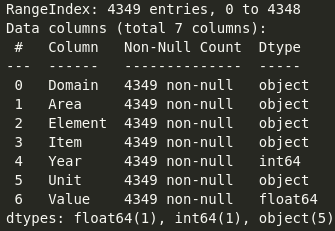 RangeIndex: 4349 entries, 0 to 4348
Data columns (total 7 columns):
 #   Column   Non-Null Count  Dtype
---  ------   --------------  -----
 0   Domain   4349 non-null   object
 1   Area     4349 non-null   object
 2   Element  4349 non-null   object
 3   Item     4349 non-null   object
 4   Year     4349 non-null   int64
 5   Unit     4349 non-null   object
 6   Value    4349 non-null   float64
dtypes: float64(1), int64(1), object(5)